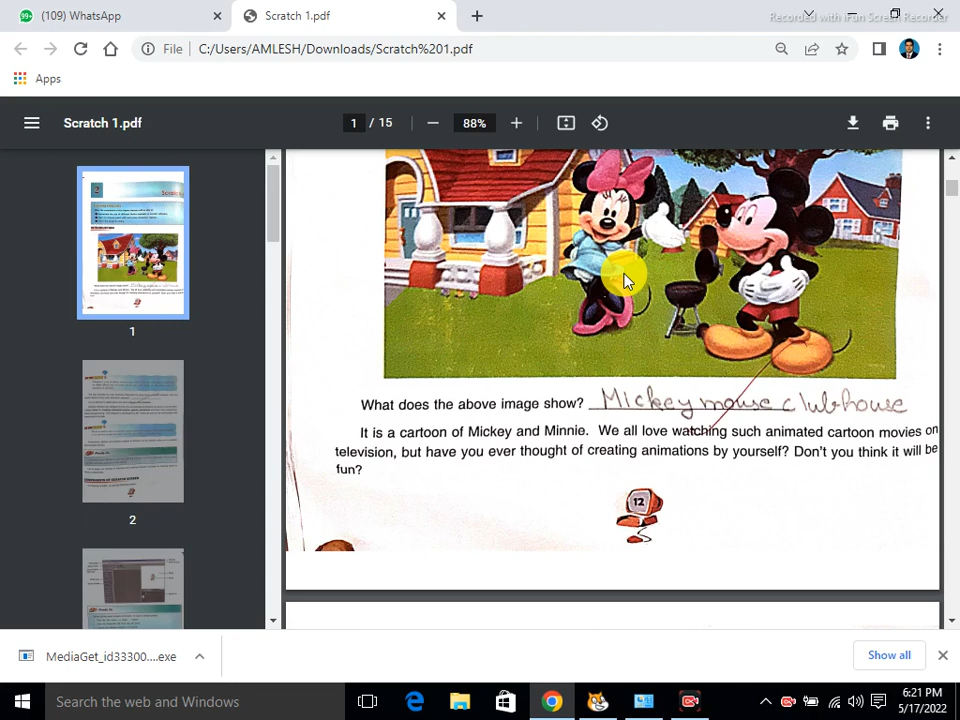 (109) WhatsApp
Scratch 1.pdf
Recorded with iFun Screen Recorder
File
C:/Users/AMLESH/Downloads/Scratch%201.pdf
Apps
Scratch 1.pdf
1 / 15
88%
2
1
2
What does the above image show? Mickey mouse clubhouse
It is a cartoon of Mickey and Minnie. We all love watching such animated cartoon movies on
television, but have you ever thought of creating animations by yourself? Don't you think it will be
fun?
12
MediaGet_id33300....exe
Show all
Search the web and Windows
6:21 PM
5/17/2022